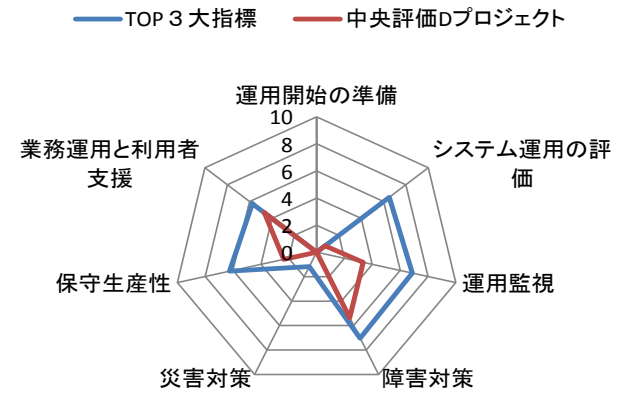 TOP３大指標
中央評価Dプロジェクト
運用開始の準備
10
8
6
4
2
0
システム運用の評
価
運用監視
障害対策
災害対策
保守生産性
業務運用と利用者
支援